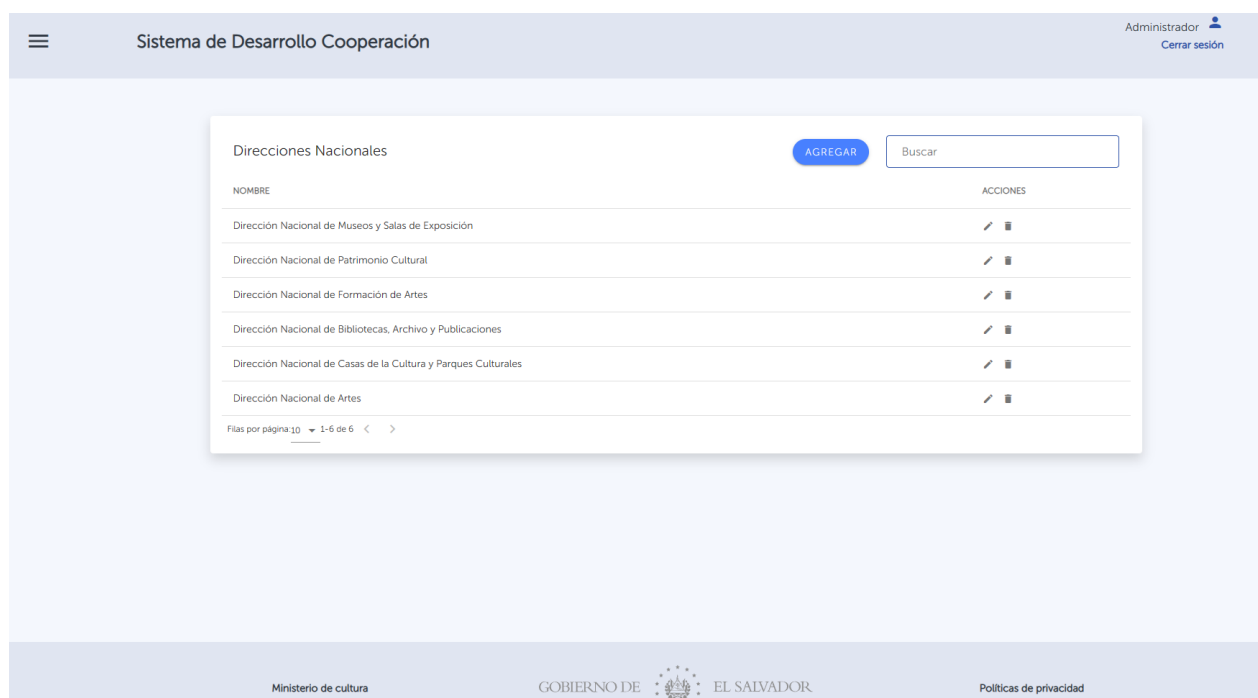 Administrador
Sistema de Desarrollo Cooperación
Cerrar sesión
Direcciones Nacionales
AGREGAR
Buscar
NOMBRE ACCIONES
Dirección Nacional de Museos y Salas de Exposición
Dirección Nacional de Patrimonio Cultural
Dirección Nacional de Formación de Artes
Dirección Nacional de Bibliotecas, Archivo y Publicaciones
Dirección Nacional de Casas de la Cultura y Parques Culturales
Dirección Nacional de Artes
Filas por página: 10 1-6 de 6
Ministerio de cultura GOBIERNO DE EL SALVADOR Políticas de privacidad